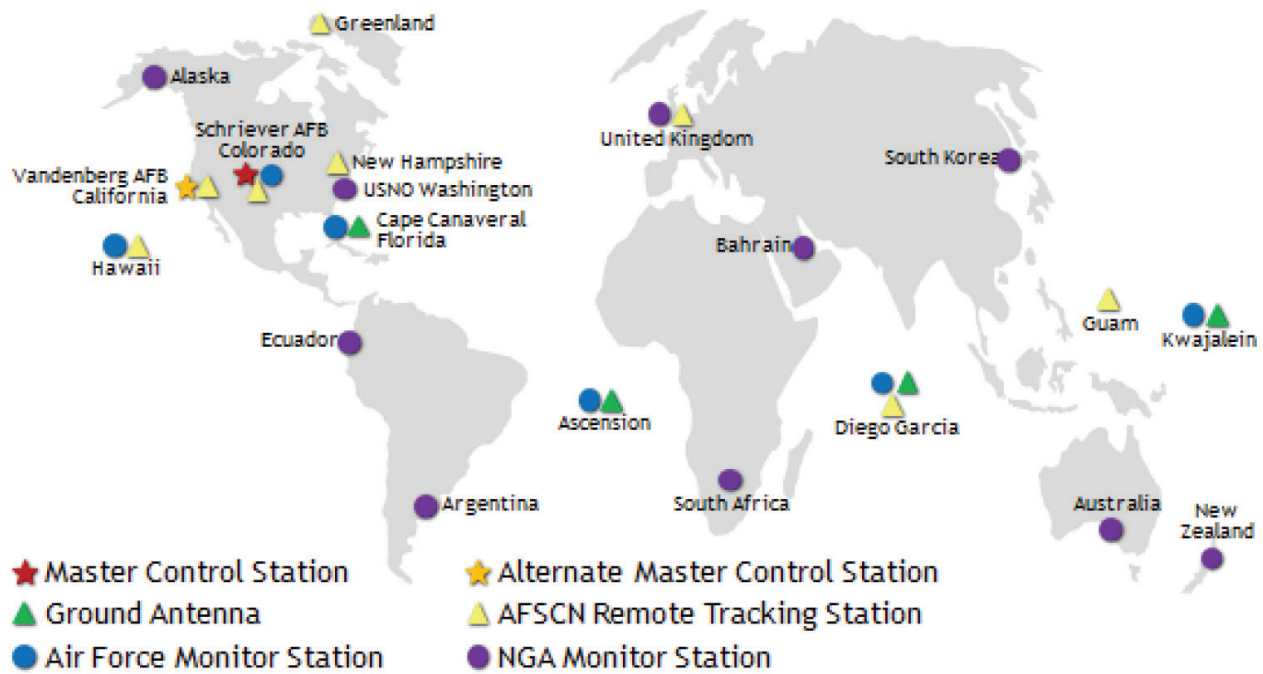 Greenland
Alaska
Schriever AFB
Colorado
Vandenberg AFB
California
New Hampshire
USNO Washington
Cape Canaveral
Florida
Hawaii
United Kingdom
South Korea
Bahrain
Guam
Kwajalein
Ecuador
Ascension
Diego Garcia
Argentina
South Africa
Australia
New
Zealand
Master Control Station
Alternate Master Control Station
Ground Antenna
AFSCN Remote Tracking Station
Air Force Monitor Station
NGA Monitor Station